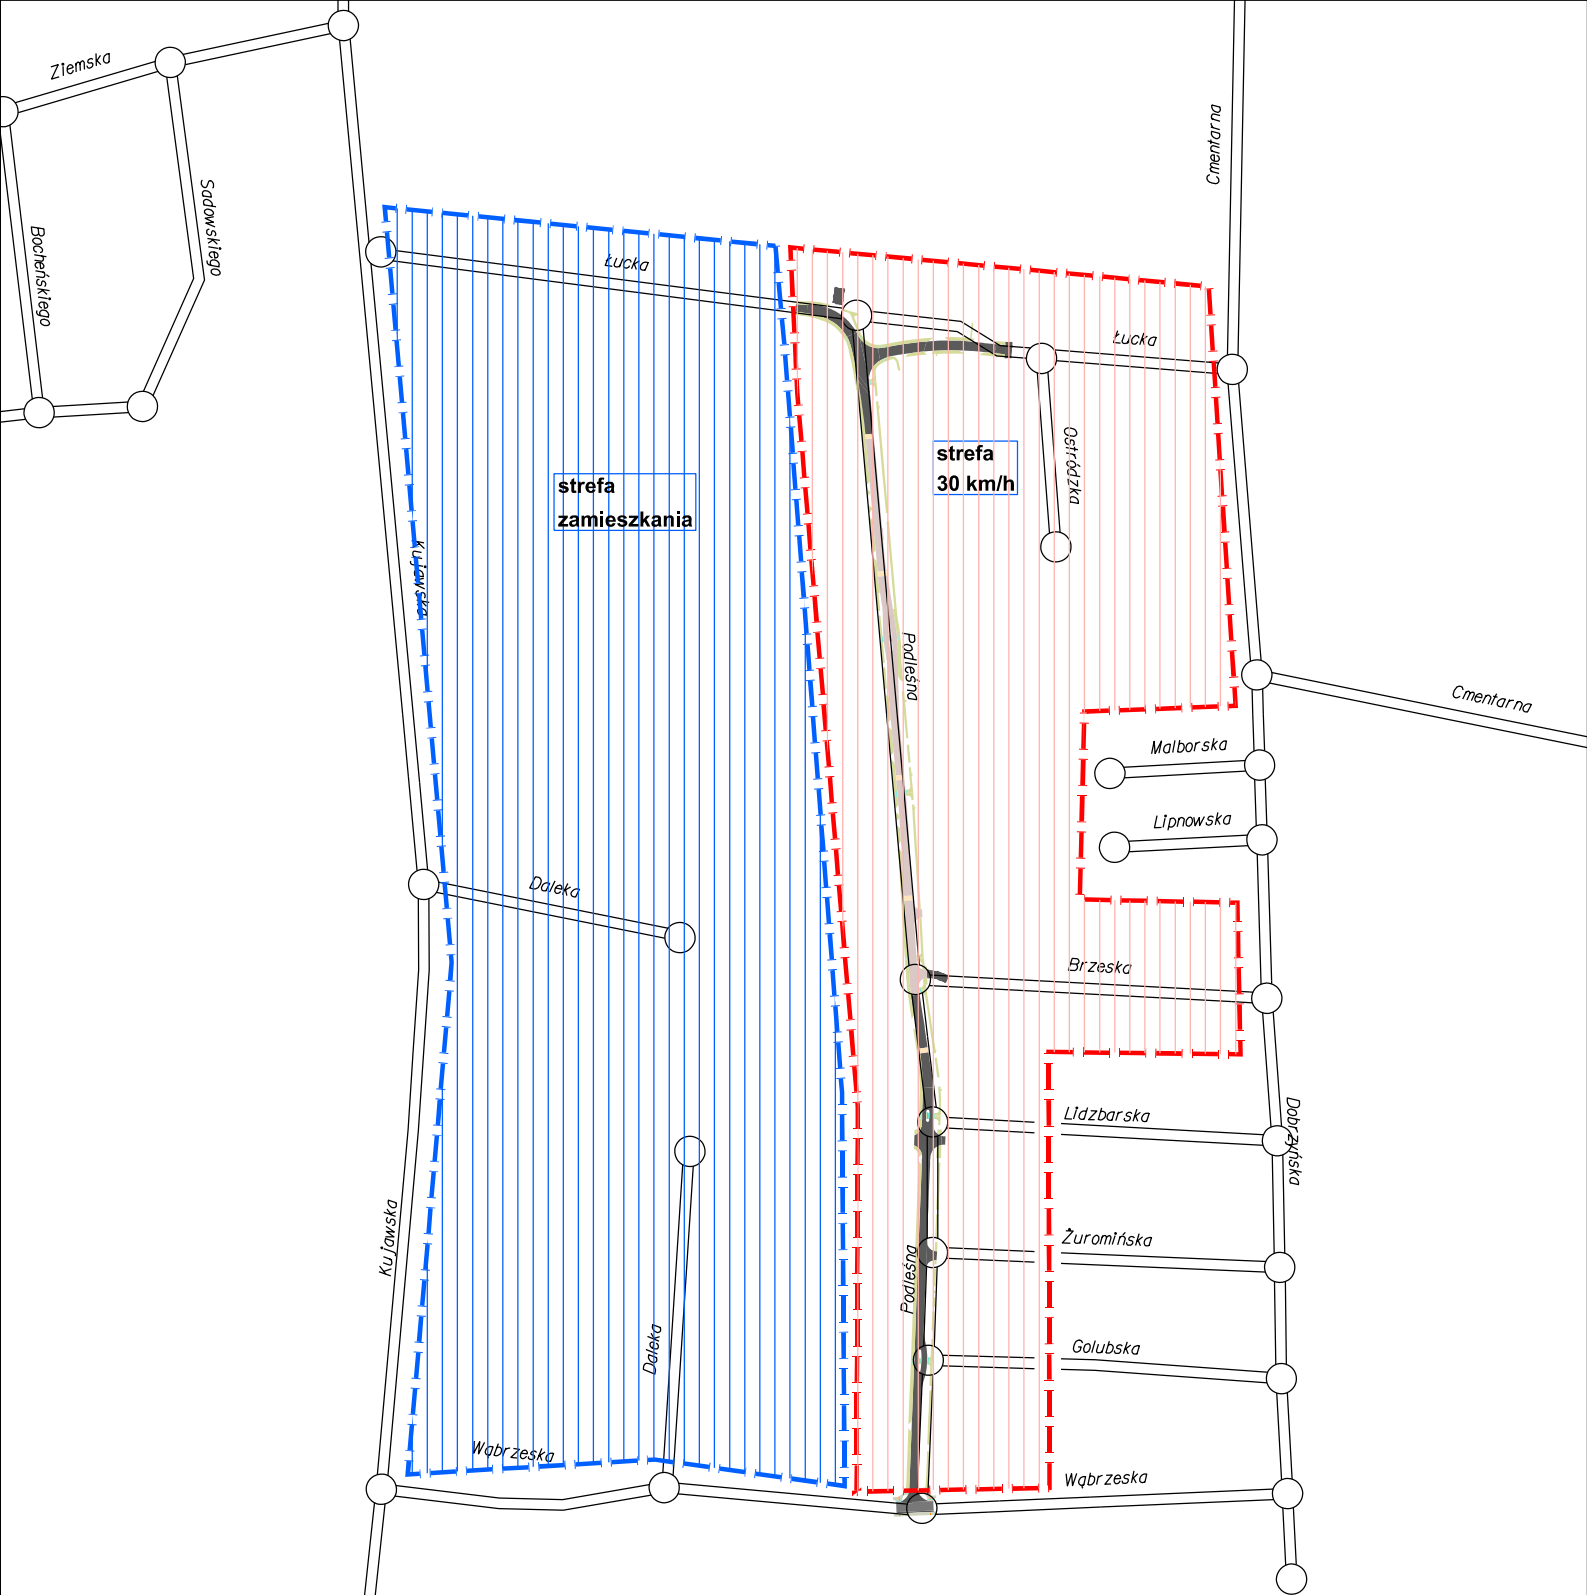 Ziemska
Cmentarna
Sadowskiego
Bocheńskiego
Łucka
Łucka
Ostródzka
strefa
30 km/h
strefa
zamieszkania
Kujawska
Podleśna
Cmentarna
Malborska
Lipnowska
Daleka
Brzeska
Lidzbarska
Dobrzyńska
Kujawska
Żuromińska
Podleśna
Daleka
Golubska
Wąbrzeska
Wąbrzeska